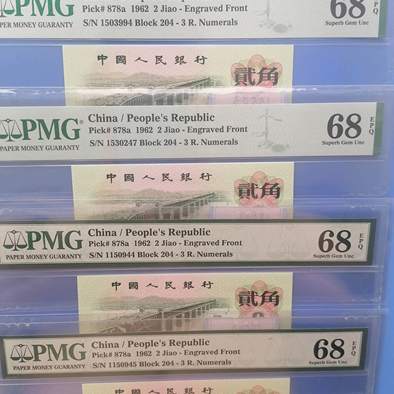 PMG
PAPER MONEY GUARANTY
Pick# 878a 1962 2 Jiao - Engraved Front
S/N 1503994 Block 204 - 3 R. Numerals
68 EPQ
Superb Gem Unc
中國人民銀行
貳角
PMG
PAPER MONEY GUARANTY
China / People's Republic
Pick# 878a 1962 2 Jiao - Engraved Front
S/N 1530247 Block 204 - 3 R. Numerals
68 EPQ
Superb Gem Unc
中國人民銀行
貳角
PMG
PAPER MONEY GUARANTY
China / People's Republic
Pick# 878a 1962 2 Jiao - Engraved Front
S/N 1150944 Block 204 - 3 R. Numerals
68 EPQ
Superb Gem Unc
中國人民銀行
貳角
PMG
PAPER MONEY GUARANTY
China / People's Republic
Pick# 878a 1962 2 Jiao - Engraved Front
S/N 1150945 Block 204 - 3 R. Numerals
68 EPQ
Superb Gem Unc